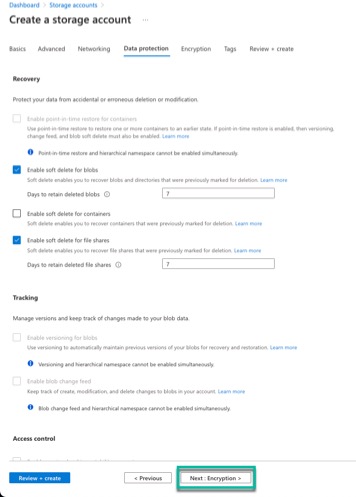 Dashboard > Storage accounts >
Create a storage account ...
Basics Advanced Networking Data protection Encryption Tags Review + create
Recovery
Protect your data from accidental or erroneous deletion or modification.
Enable point-in-time restore for containers
Use point-in-time restore to restore one or more containers to an earlier state. If point-in-time restore is enabled, then versioning,
change feed, and blob soft delete must also be enabled. Learn more
Point-in-time restore and hierarchical namespace cannot be enabled simultaneously.
Enable soft delete for blobs
Soft delete enables you to recover blobs and directories that were previously marked for deletion. Learn more
Days to retain deleted blobs 7
Enable soft delete for containers
Soft delete enables you to recover containers that were previously marked for deletion. Learn more
Enable soft delete for file shares
Soft delete enables you to recover file shares that were previously marked for deletion. Learn more
Days to retain deleted file shares 7
Tracking
Manage versions and keep track of changes made to your blob data.
Enable versioning for blobs
Use versioning to automatically maintain previous versions of your blobs for recovery and restoration. Learn more
Versioning and hierarchical namespace cannot be enabled simultaneously.
Enable blob change feed
Keep track of create, modification, and delete changes to blobs in your account. Learn more
Blob change feed and hierarchical namespace cannot be enabled simultaneously.
Access control
Review + create < Previous Next : Encryption >